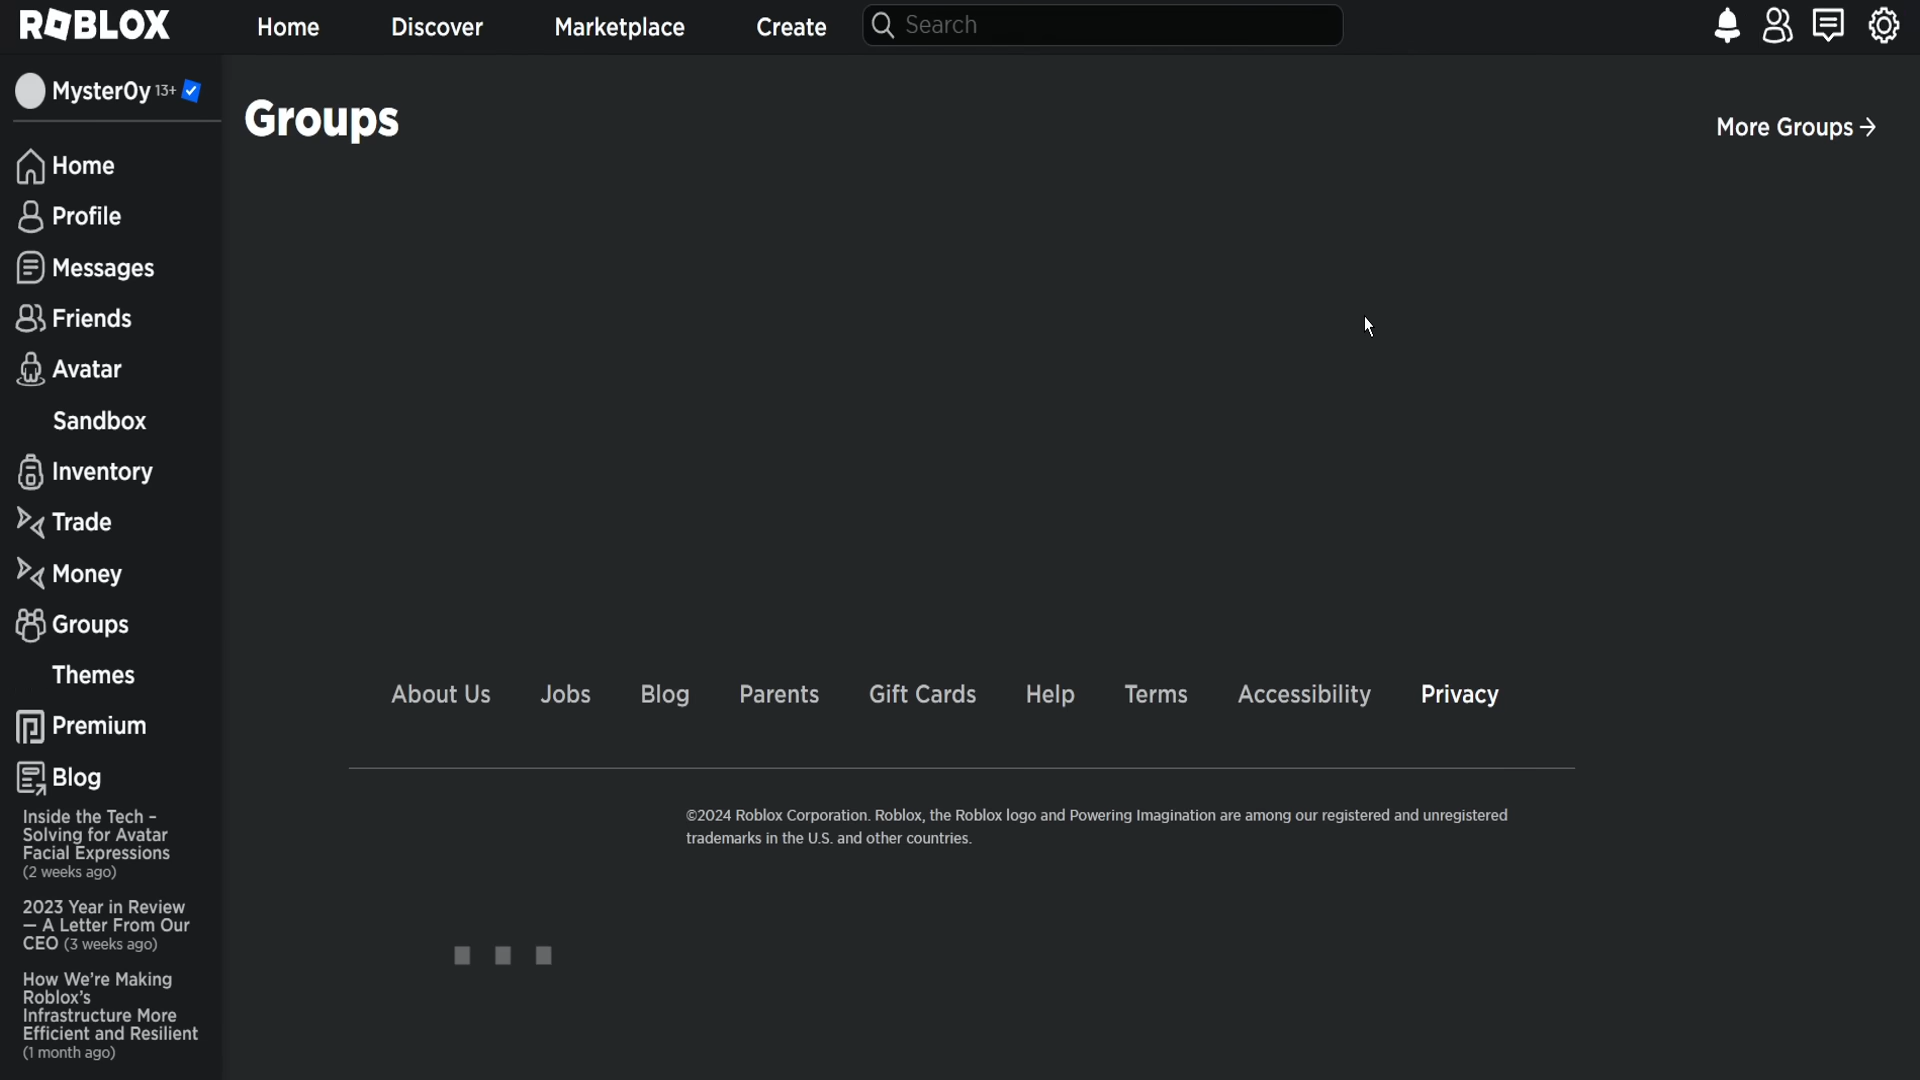 ROBLOX Home Discover Marketplace Create Search
Myster0y 13+
Groups
More Groups →
Home
Profile
Messages
Friends
Avatar
Sandbox
Inventory
Trade
Money
Groups
Themes
Premium
Blog
Inside the Tech –
Solving for Avatar
Facial Expressions
(2 weeks ago)
2023 Year in Review
— A Letter From Our
CEO (3 weeks ago)
How We’re Making
Roblox’s
Infrastructure More
Efficient and Resilient
(1 month ago)
About Us Jobs Blog Parents Gift Cards Help Terms Accessibility Privacy
©2024 Roblox Corporation. Roblox, the Roblox logo and Powering Imagination are among our registered and unregistered
trademarks in the U.S. and other countries.